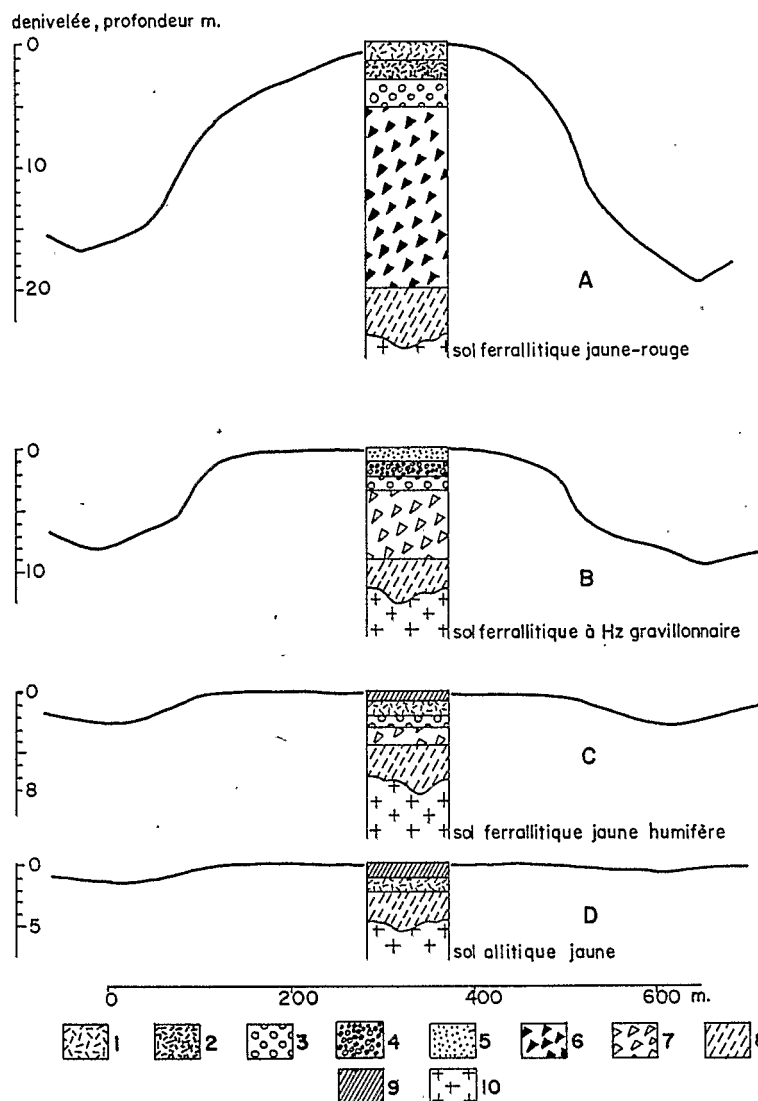 denivelée, profondeur m.
0
10
20
A
sol ferrallitique jaune-rouge
0
10
B
sol ferrallitique à Hz gravillonnaire
0
8
C
sol ferrallitique jaune humifère
0
5
D
sol allitique jaune
0 200 400 600 m.
1 2 3 4 5 6 7 8
9 10